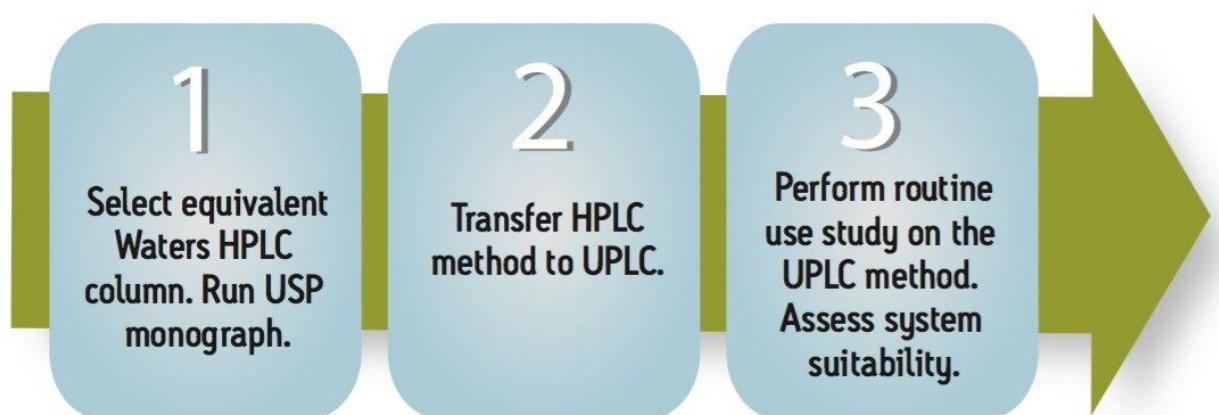 1
Select equivalent
Waters HPLC
column. Run USP
monograph.
2
Transfer HPLC
method to UPLC.
3
Perform routine
use study on the
UPLC method.
Assess system
suitability.